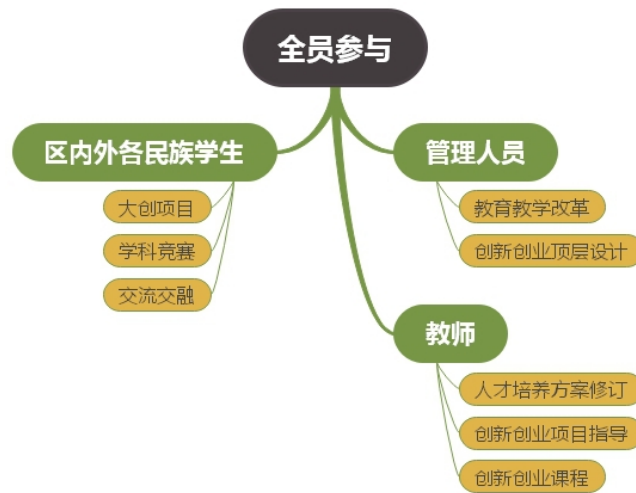 全员参与
区内外各民族学生
大创项目
学科竞赛
交流交融
管理人员
教育教学改革
创新创业顶层设计
教师
人才培养方案修订
创新创业项目指导
创新创业课程